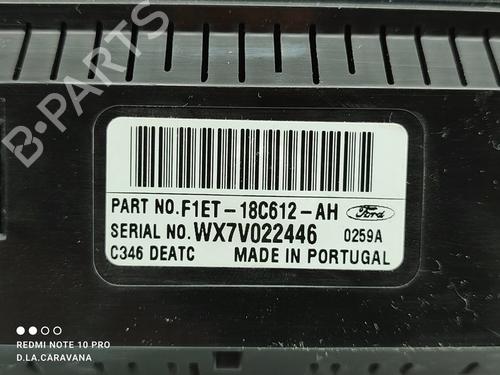 B-PARTS
PART NO.F1ET-18C612-AH Ford
SERIAL NO.WX7V022446 0259A
C346 DEATC MADE IN PORTUGAL
REDMI NOTE 10 PRO
D.LA.CARAVANA